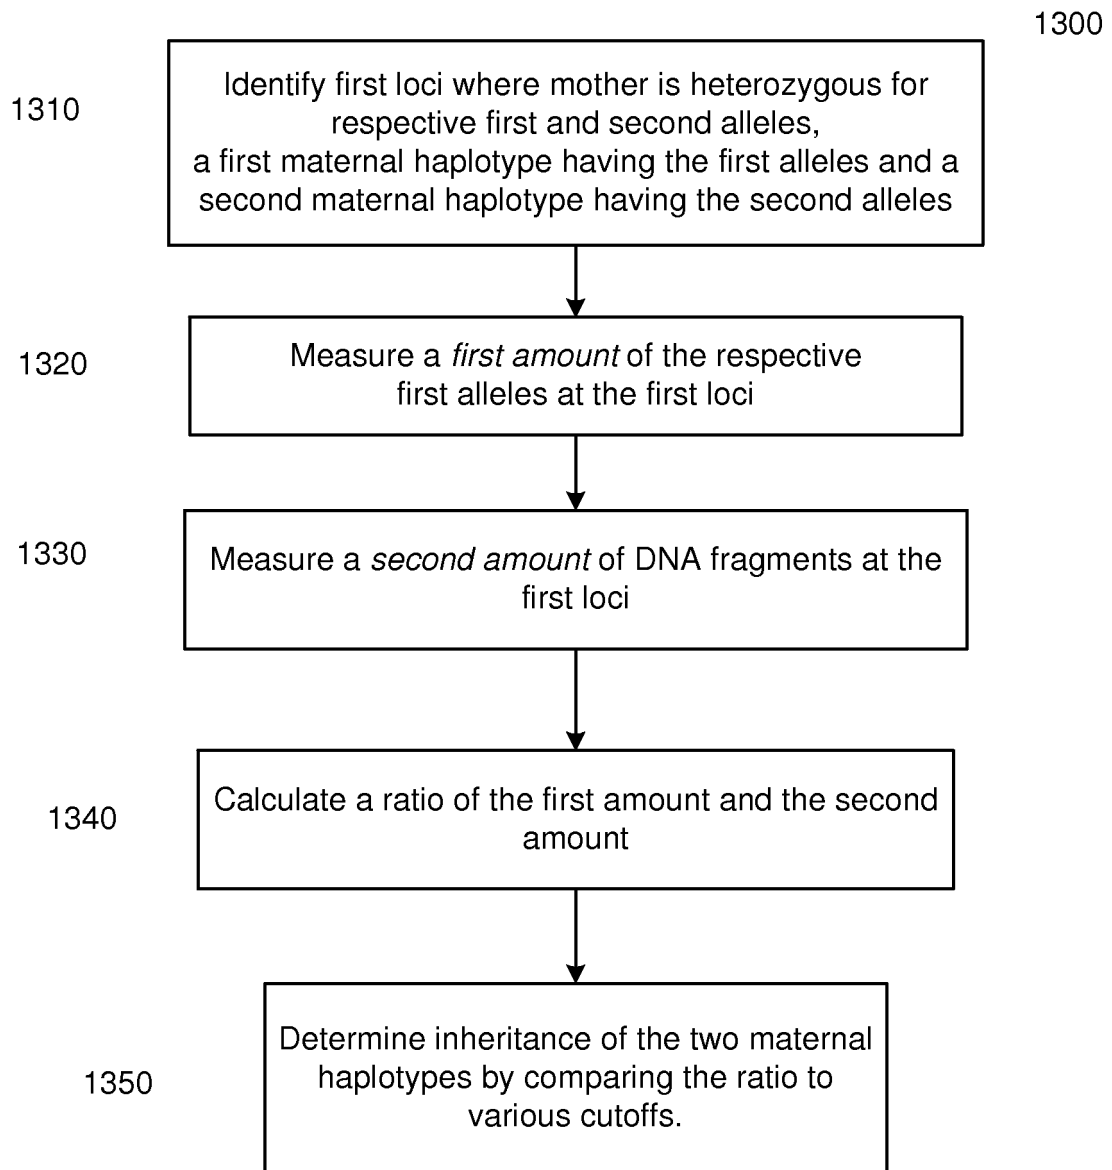 1300
1310
Identify first loci where mother is heterozygous for
respective first and second alleles,
a first maternal haplotype having the first alleles and a
second maternal haplotype having the second alleles
1320
Measure a first amount of the respective
first alleles at the first loci
1330
Measure a second amount of DNA fragments at the
first loci
1340
Calculate a ratio of the first amount and the second
amount
1350
Determine inheritance of the two maternal
haplotypes by comparing the ratio to
various cutoffs.